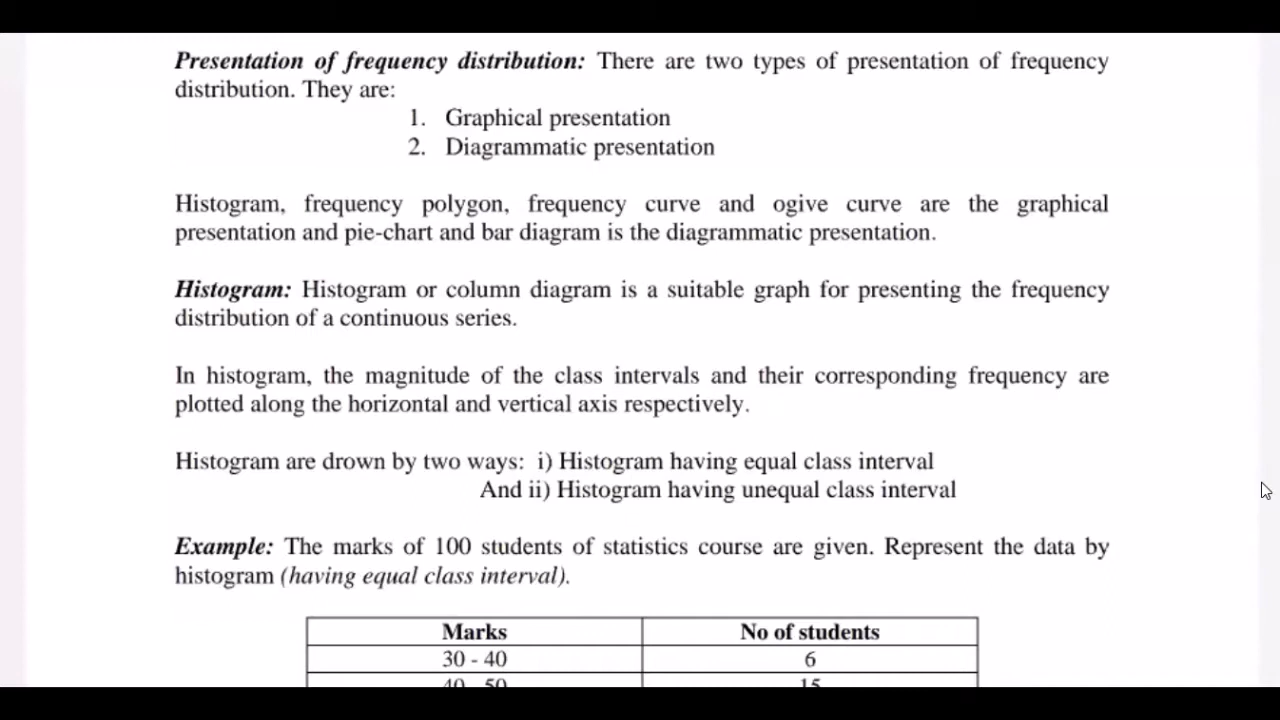 Presentation of frequency distribution: There are two types of presentation of frequency
distribution. They are:
1. Graphical presentation
2. Diagrammatic presentation
Histogram, frequency polygon, frequency curve and ogive curve are the graphical
presentation and pie-chart and bar diagram is the diagrammatic presentation.
Histogram: Histogram or column diagram is a suitable graph for presenting the frequency
distribution of a continuous series.
In histogram, the magnitude of the class intervals and their corresponding frequency are
plotted along the horizontal and vertical axis respectively.
Histogram are drown by two ways: i) Histogram having equal class interval
And ii) Histogram having unequal class interval
Example: The marks of 100 students of statistics course are given. Represent the data by
histogram (having equal class interval).
Marks No of students
30 - 40 6
40 - 50 15